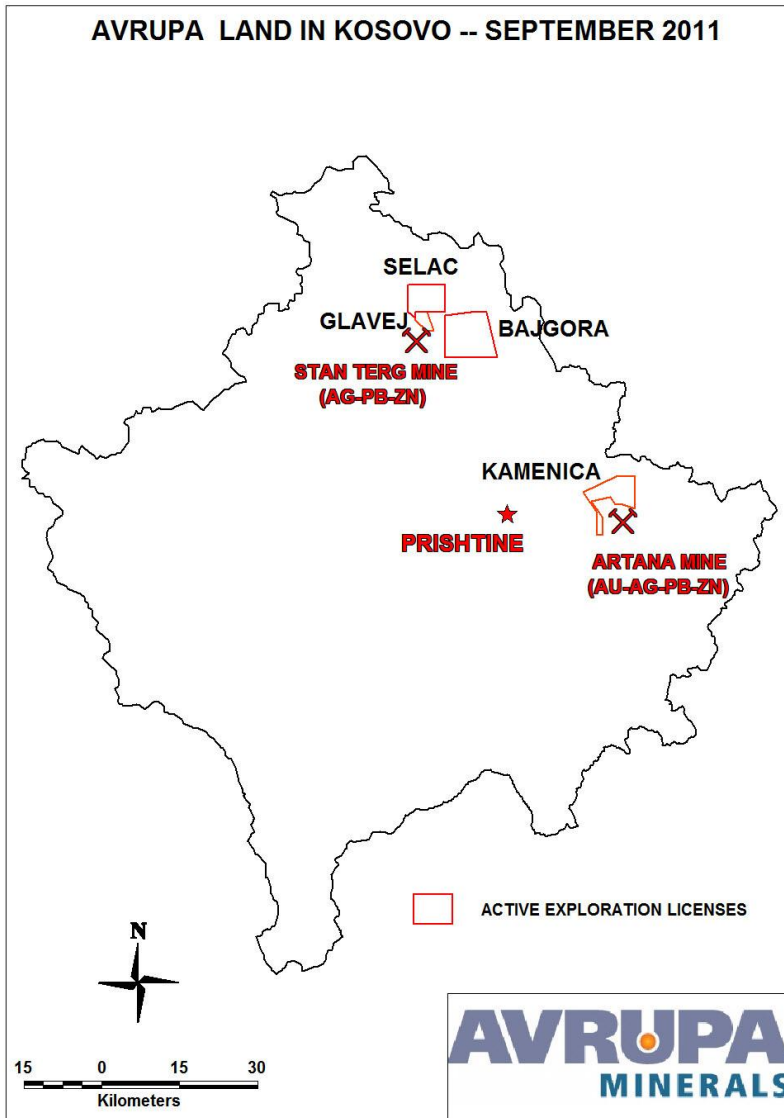 AVRUPA LAND IN KOSOVO -- SEPTEMBER 2011
SELAC
GLAVEJ
BAJGORA
STAN TERG MINE
(AG-PB-ZN)
KAMENICA
PRISHTINE
ARTANA MINE
(AU-AG-PB-ZN)
ACTIVE EXPLORATION LICENSES
N
AVRUPA
MINERALS
15 0 15 30
Kilometers